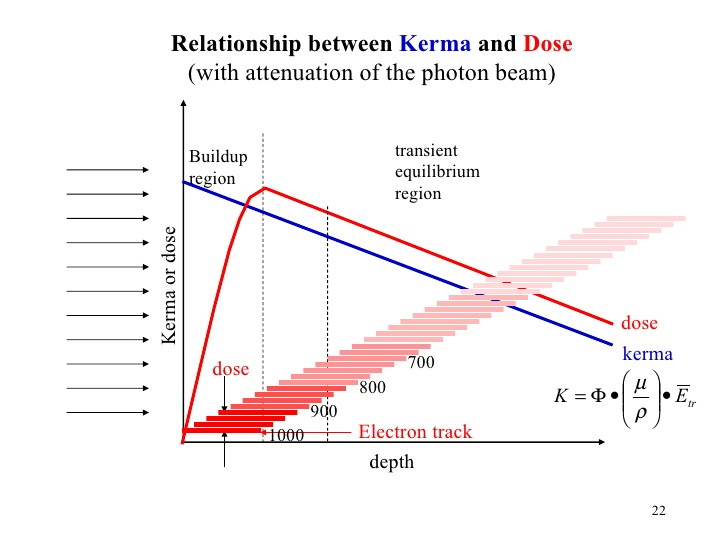 Relationship between Kerma and Dose
(with attenuation of the photon beam)
Buildup
region
transient
equilibrium
region
Kerma or dose
dose
kerma
dose
700
800
900
1000
Electron track
K = Φ • (μ/ρ) • E̅tr
depth
22